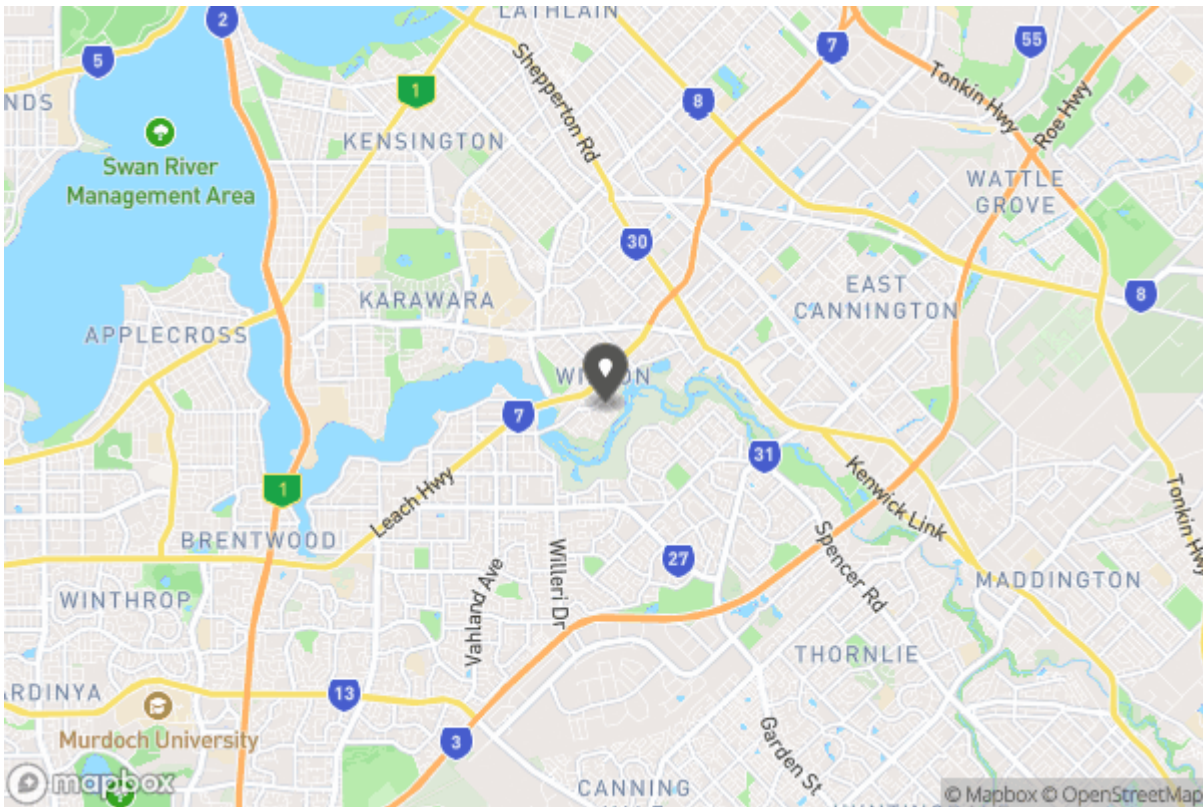 LATHLAIN
2
5
7
55
1
8
Shepperton Rd
Tonkin Hwy
Roe Hwy
NDS
KENSINGTON
Swan River
Management Area
WATTLE
GROVE
30
KARAWARA
EAST
CANNINGTON
8
APPLECROSS
7
31
Leach Hwy
Kenwick Link
Tonkin Hwy
1
BRENTWOOD
Vahland Ave
Willeri Dr
27
Spencer Rd
MADDINGTON
WINTHROP
THORNLIE
ARDINYA
13
Murdoch University
3
Garden St
mapbox
CANNING
© Mapbox © OpenStreetMap